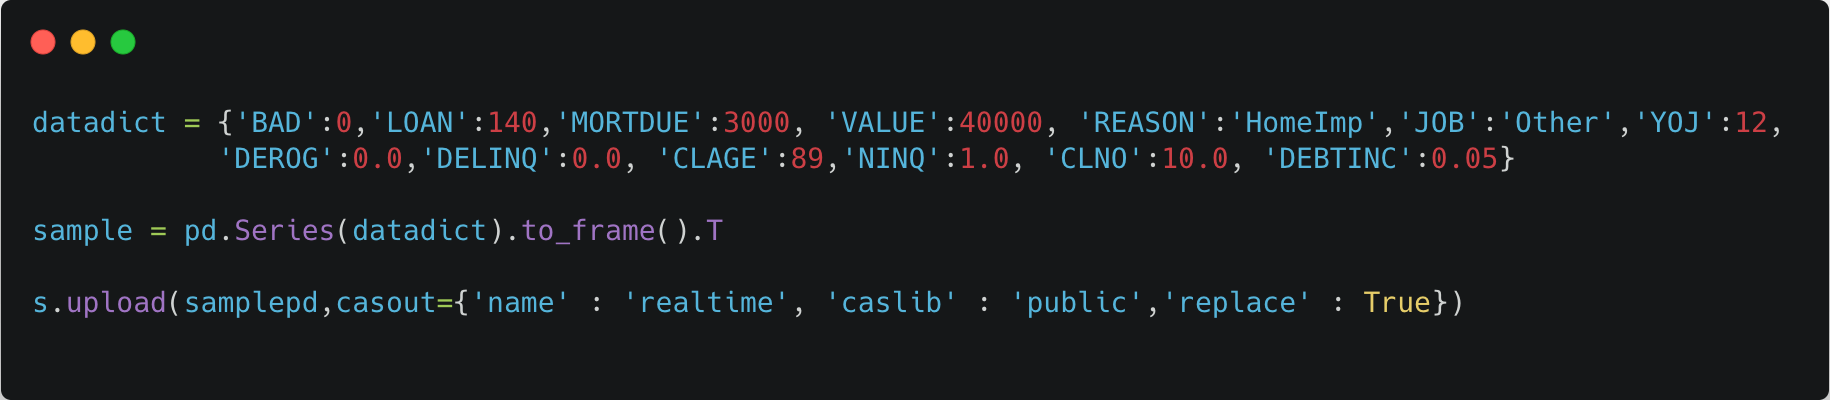 datadict = {'BAD':0,'LOAN':140,'MORTDUE':3000, 'VALUE':40000, 'REASON':'HomeImp','JOB':'Other','YOJ':12,
'DEROG':0.0,'DELINQ':0.0, 'CLAGE':89,'NINQ':1.0, 'CLNO':10.0, 'DEBTINC':0.05}
sample = pd.Series(datadict).to_frame().T
s.upload(samplepd,casout={'name' : 'realtime', 'caslib' : 'public','replace' : True})